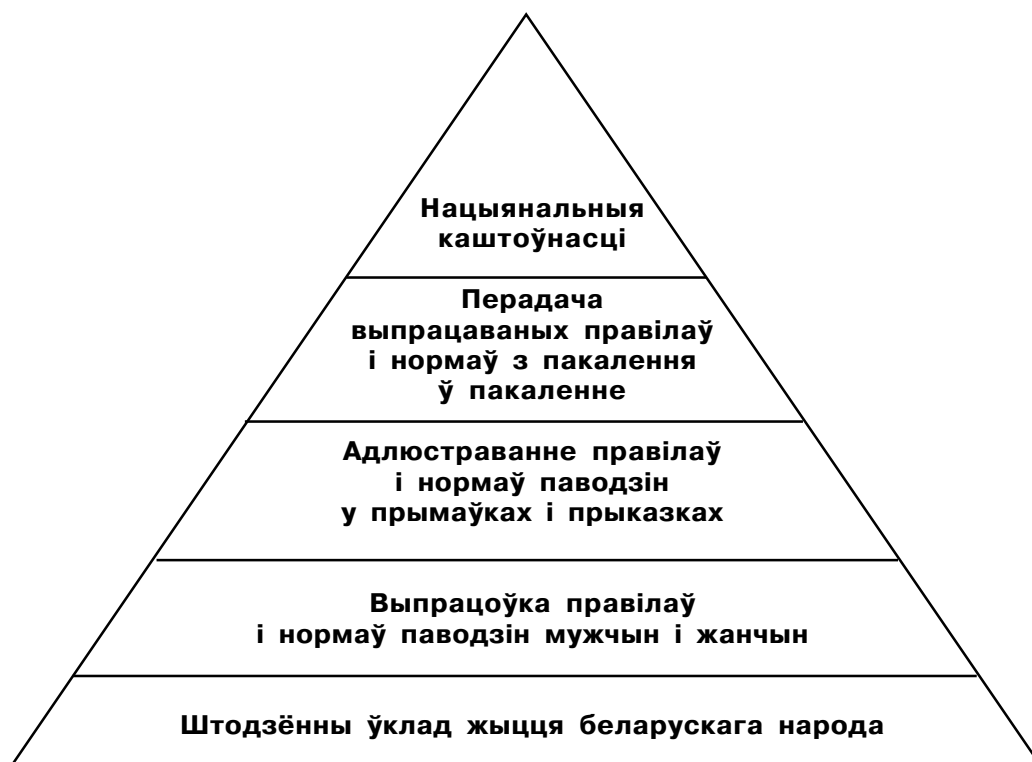 Нацыянальныя
каштоўнасці
Перадача
выпрацаваных правілаў
і нормаў з пакалення
ў пакаленне
Адлюстраванне правілаў
і нормаў паводзін
у прымаўках і прыказках
Выпрацоўка правілаў
і нормаў паводзін мужчын і жанчын
Штодзённы ўклад жыцця беларускага народа